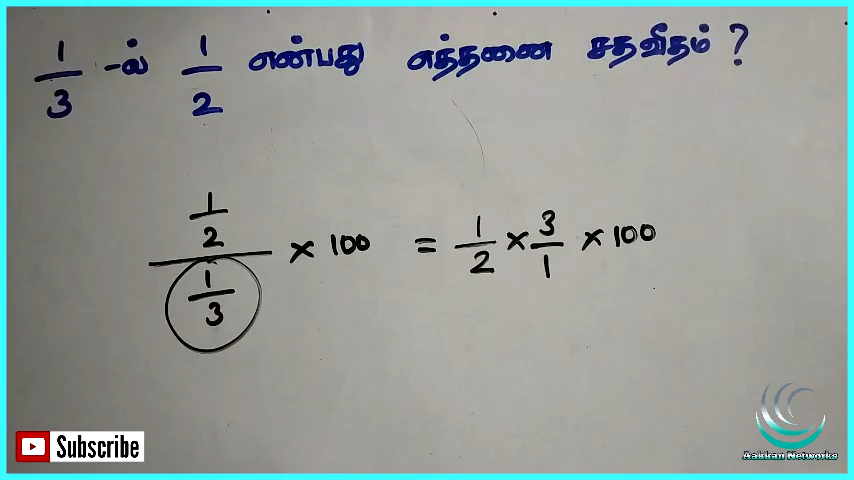 1/3 -ல் 1/2 என்பது எத்தனை சதவீதம்?
(1/2)/(1/3) × 100 = 1/2 × 3/1 × 100
Subscribe
Aakkan Networks